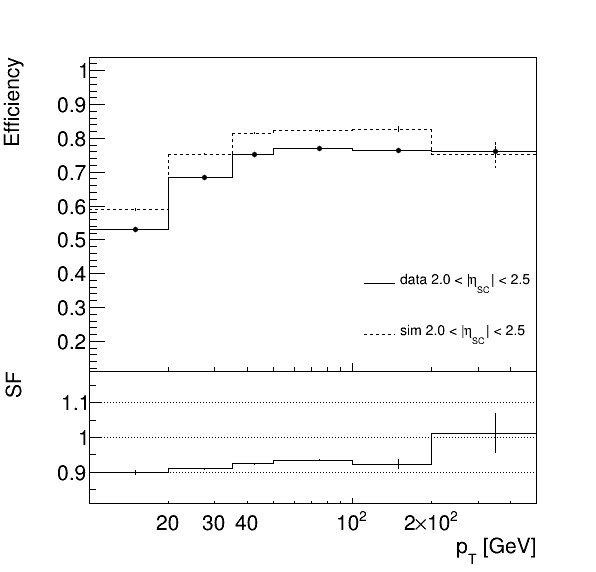 Efficiency
1
0.9
0.8
0.7
0.6
0.5
0.4
0.3
0.2
data 2.0 < |η_SC| < 2.5
sim 2.0 < |η_SC| < 2.5
SF
1.1
1
0.9
20 30 40 10² 2×10²
p_T [GeV]